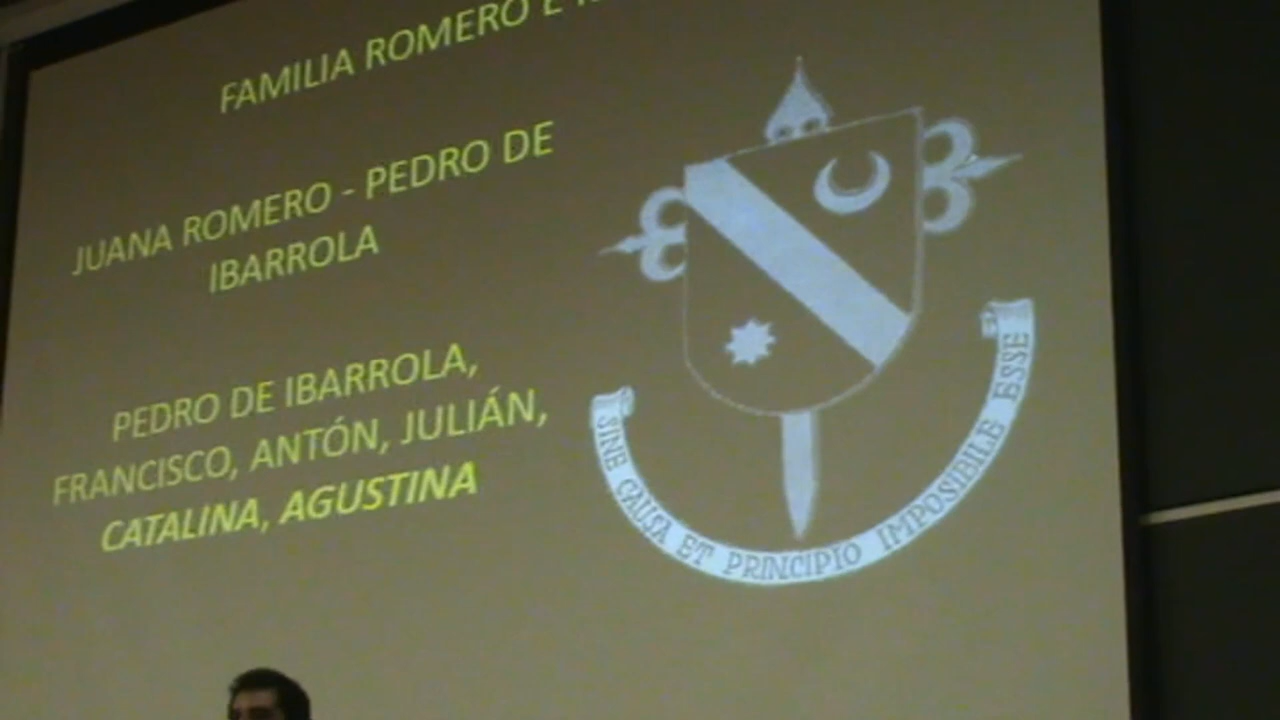 FAMILIA ROMERO E
JUANA ROMERO - PEDRO DE
IBARROLA
PEDRO DE IBARROLA,
FRANCISCO, ANTÓN, JULIÁN,
CATALINA, AGUSTINA
SINE CAUSA ET PRINCIPIO IMPOSIBILE ESSE